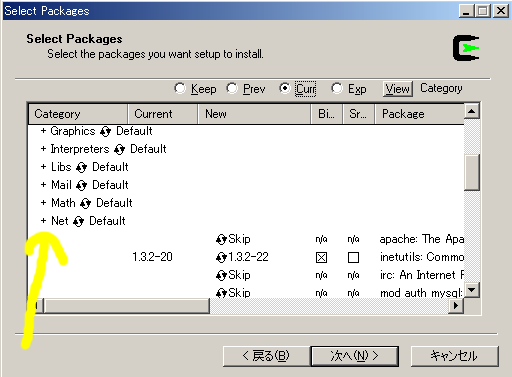 Select Packages
Select Packages
Select the packages you want setup to install.
Keep Prev Curr Exp View Category
Category Current New Bi... Sr... Package
+ Graphics Default
+ Interpreters Default
+ Libs Default
+ Mail Default
+ Math Default
+ Net Default
Skip n/a n/a apache: The Apa
1.3.2-20 1.3.2-22 inetutils: Commo
Skip n/a n/a irc: An Internet F
Skip n/a n/a mod auth mysql:
< 戻る(B) 次へ(N) > キャンセル